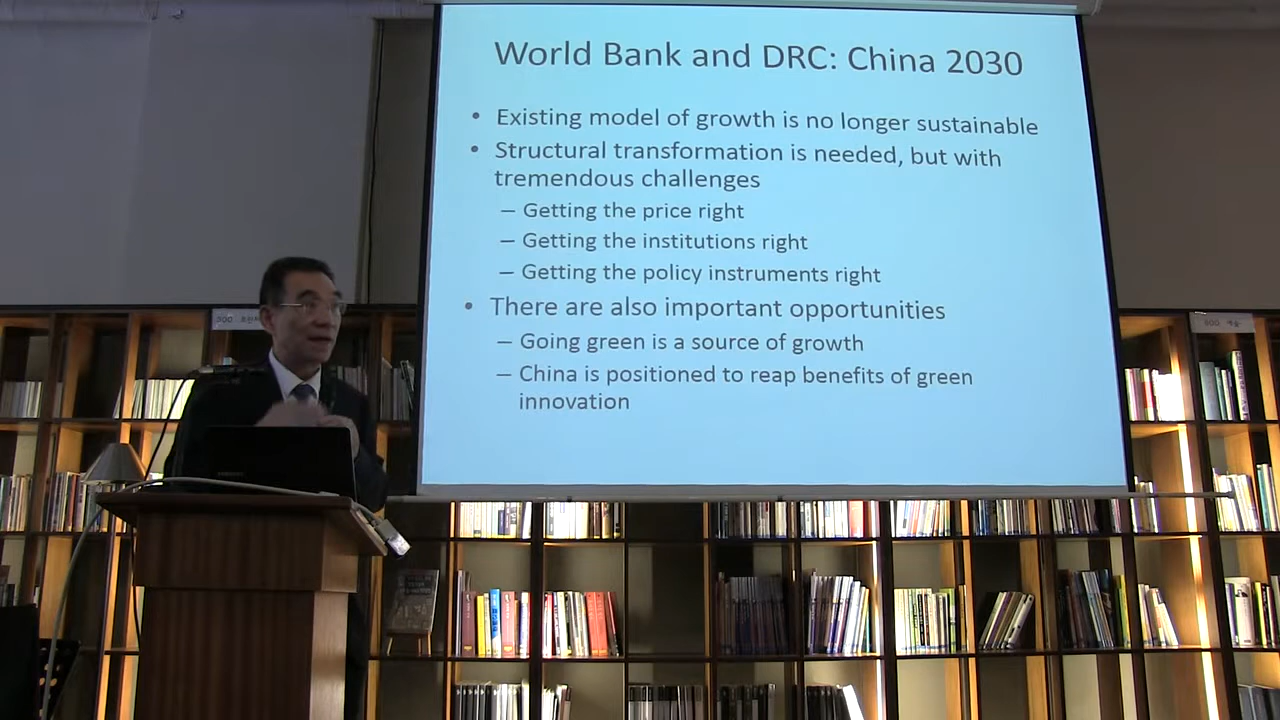 World Bank and DRC: China 2030
• Existing model of growth is no longer sustainable
• Structural transformation is needed, but with
tremendous challenges
– Getting the price right
– Getting the institutions right
– Getting the policy instruments right
• There are also important opportunities
– Going green is a source of growth
– China is positioned to reap benefits of green
innovation